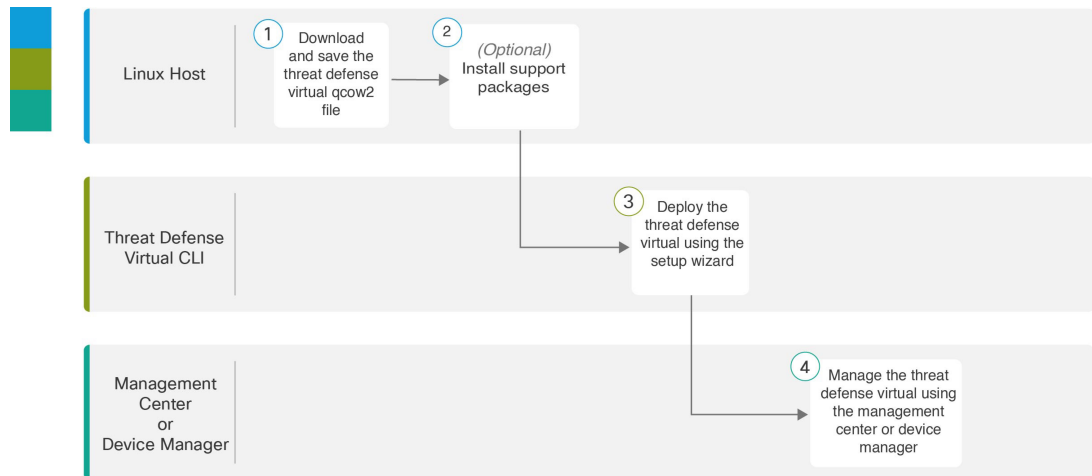 Linux Host
1
Download
and save the
threat defense
virtual qcow2
file
2
(Optional)
Install support
packages
Threat Defense
Virtual CLI
3
Deploy the
threat defense
virtual using the
setup wizard
Management
Center
or
Device Manager
4
Manage the threat
defense virtual using
the management
center or device
manager